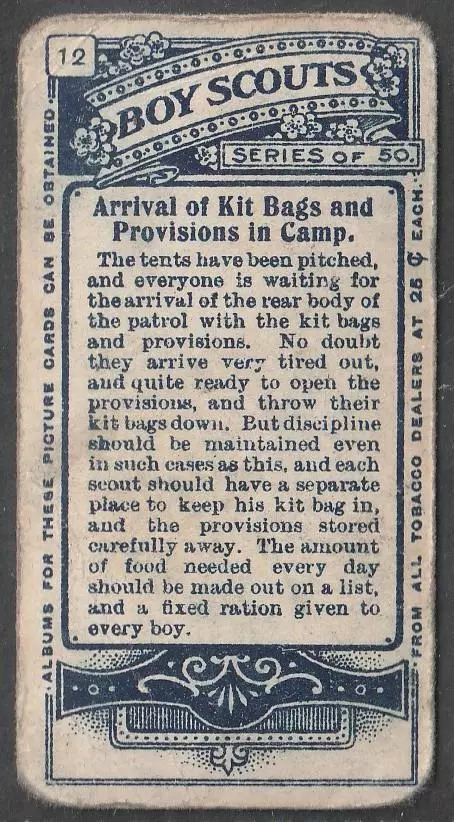 12
BOY SCOUTS
SERIES OF 50.
Arrival of Kit Bags and
Provisions in Camp.
The tents have been pitched,
and everyone is waiting for
the arrival of the rear body of
the patrol with the kit bags
and provisions. No doubt
they arrive very tired out,
and quite ready to open the
provisions, and throw their
kit bags down. But discipline
should be maintained even
in such cases as this, and each
scout should have a separate
place to keep his kit bag in,
and the provisions stored
carefully away. The amount
of food needed every day
should be made out on a list,
and a fixed ration given to
every boy.
·ALBUMS FOR THESE PICTURE CARDS CAN BE OBTAINED·
·FROM ALL TOBACCO DEALERS AT 25 ¢ EACH·